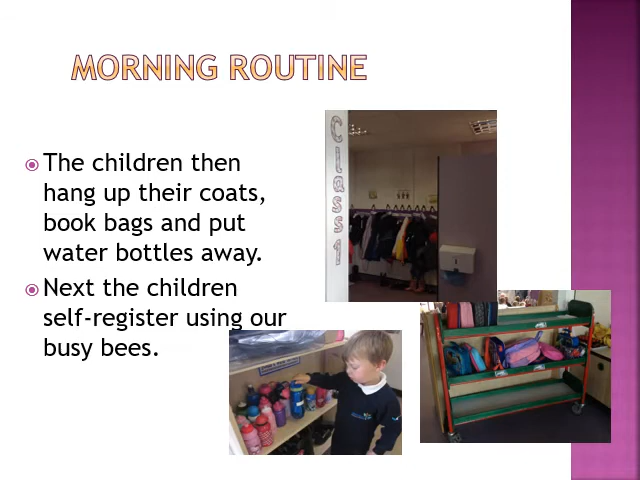 MORNING ROUTINE
The children then
hang up their coats,
book bags and put
water bottles away.
Next the children
self-register using our
busy bees.
Class 1